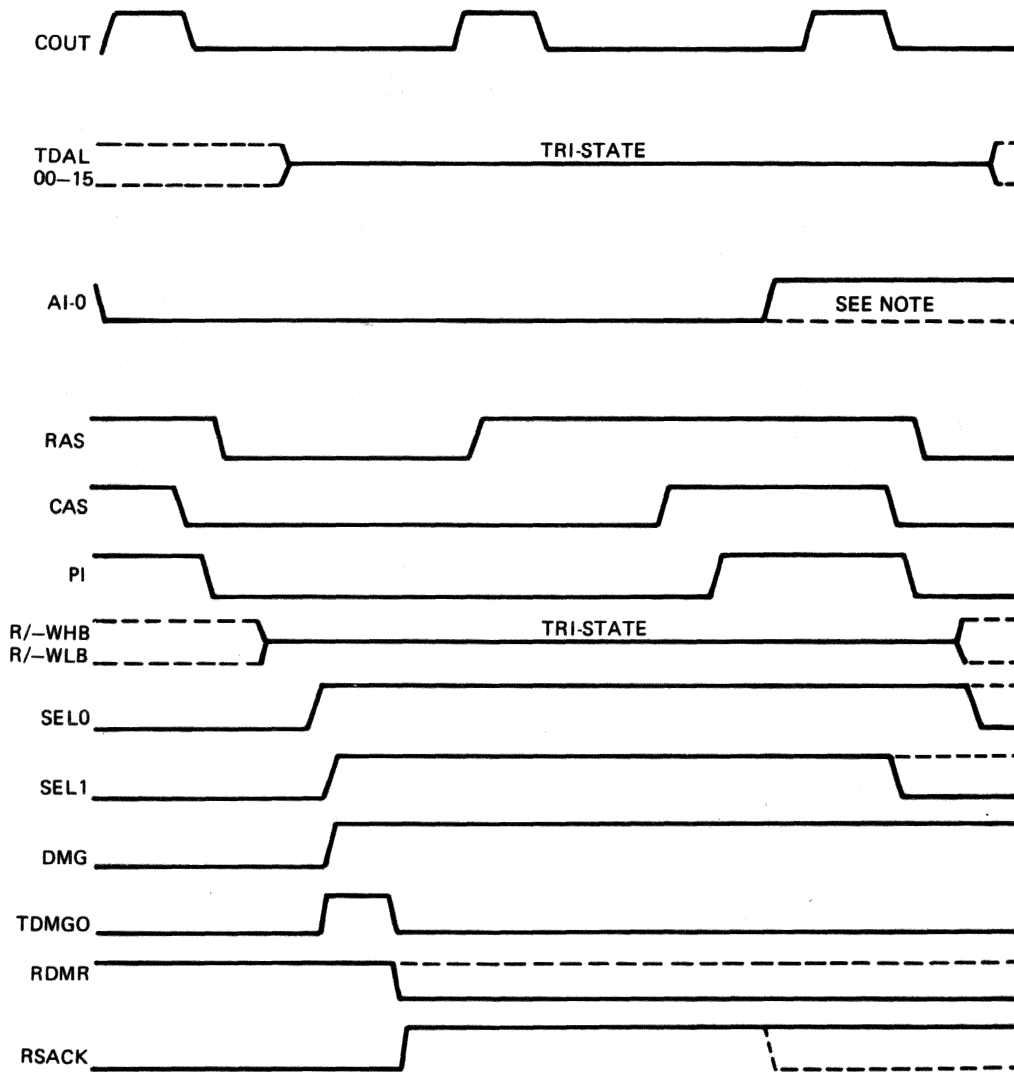 COUT
TDAL
00–15
TRI-STATE
AI-0
SEE NOTE
RAS
CAS
PI
R/–WHB
R/–WLB
TRI-STATE
SEL0
SEL1
DMG
TDMGO
RDMR
RSACK